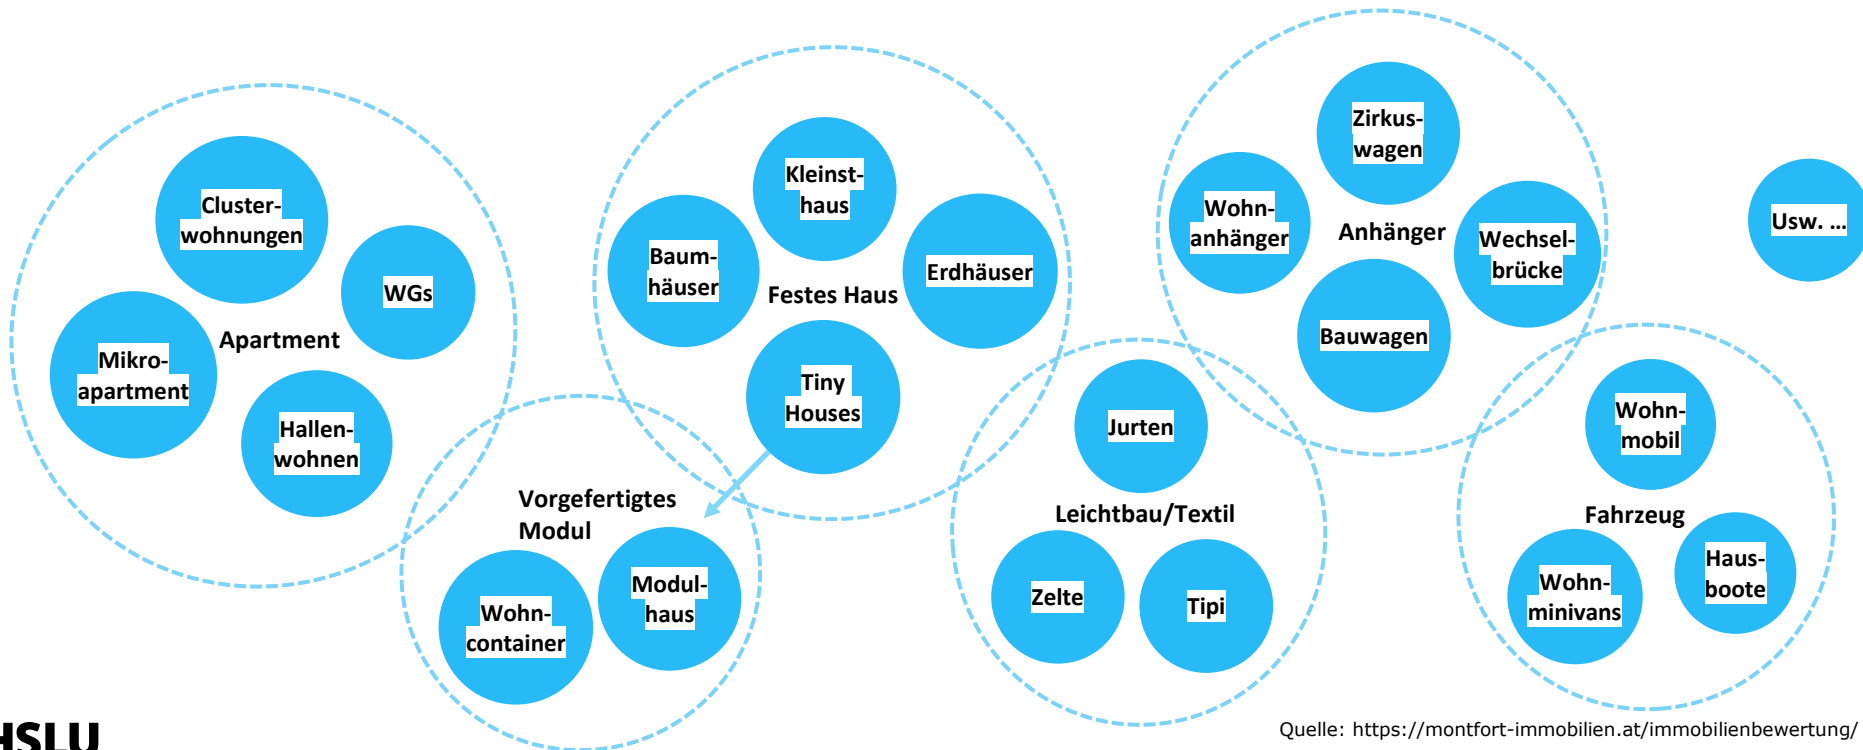 Cluster-
wohnungen
WGs
Apartment
Mikro-
apartment
Hallen-
wohnen
Kleinst-
haus
Baum-
häuser
Erdhäuser
Festes Haus
Tiny
Houses
Vorgefertigtes
Modul
Modul-
haus
Wohn-
container
Zirkus-
wagen
Wohn-
anhänger
Anhänger
Wechsel-
brücke
Bauwagen
Jurten
Leichtbau/Textil
Zelte
Tipi
Wohn-
mobil
Fahrzeug
Haus-
boote
Wohn-
minivans
Usw. ...
HSLU
Quelle: https://montfort-immobilien.at/immobilienbewertung/